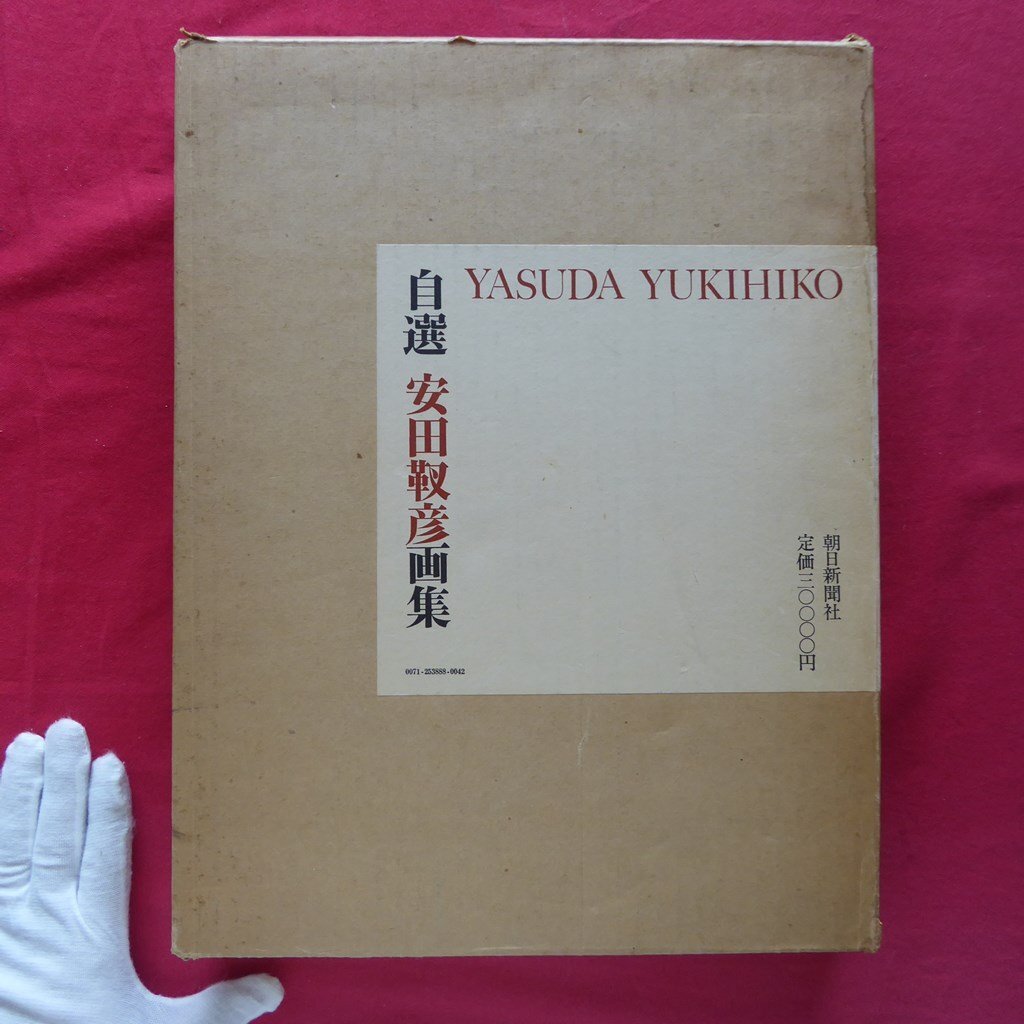 YASUDA YUKIHIKO
自選 安田靫彦画集
朝日新聞社
定価三〇〇〇〇円
0071-253888-0042